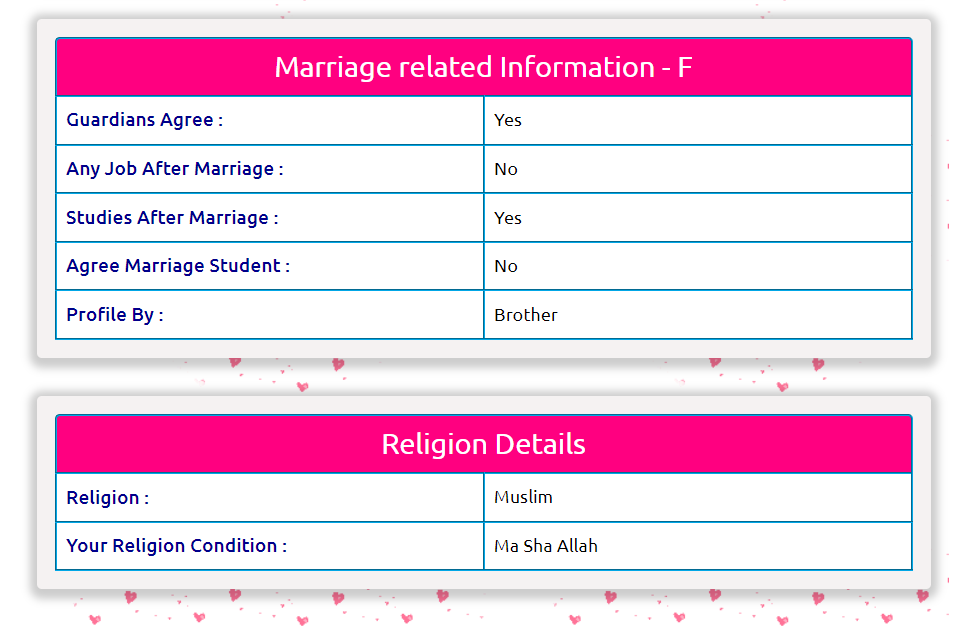 Marriage related Information - F
Guardians Agree : Yes
Any Job After Marriage : No
Studies After Marriage : Yes
Agree Marriage Student : No
Profile By : Brother
Religion Details
Religion : Muslim
Your Religion Condition : Ma Sha Allah